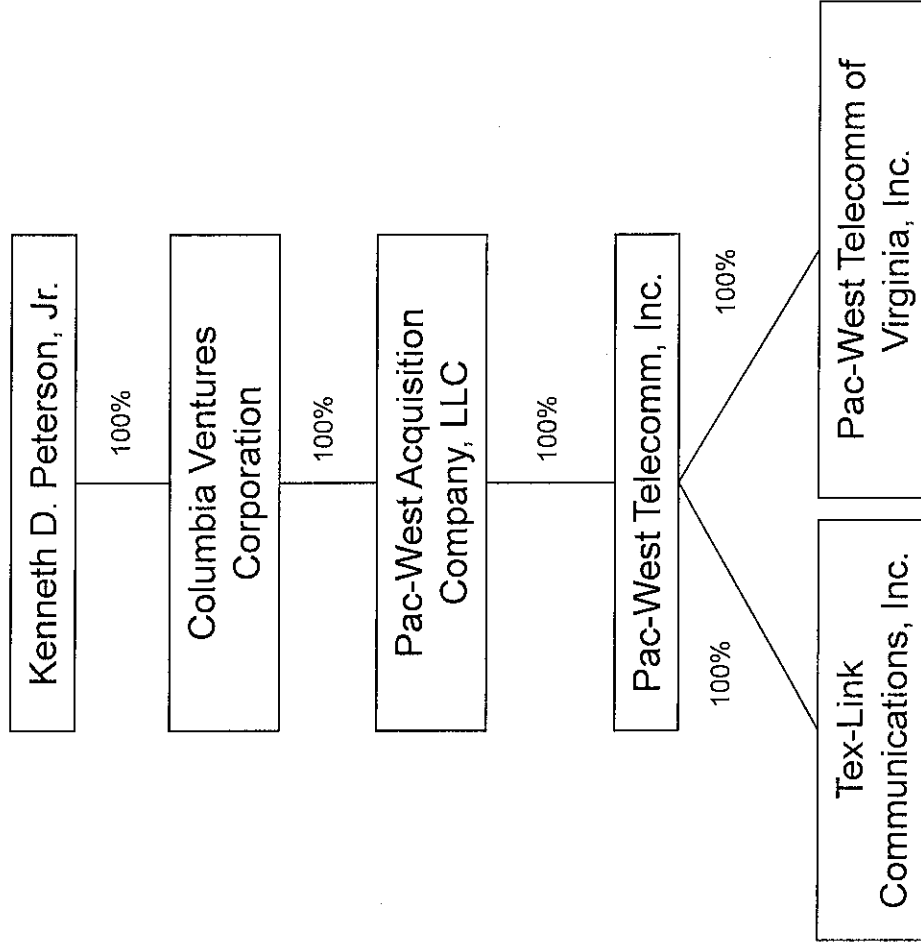 Kenneth D. Peterson, Jr.
100%
Columbia Ventures
Corporation
100%
Pac-West Acquisition
Company, LLC
100%
Pac-West Telecomm, Inc.
100%
100%
Tex-Link
Communications, Inc.
Pac-West Telecomm of
Virginia, Inc.